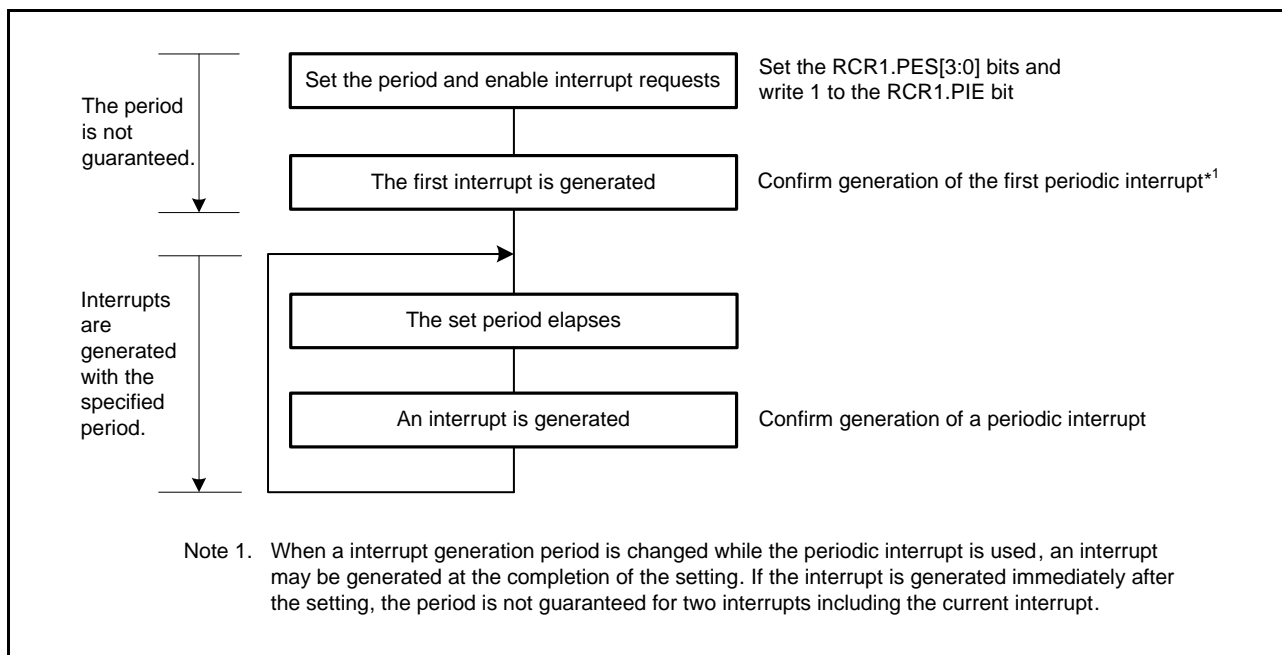 Set the period and enable interrupt requests
Set the RCR1.PES[3:0] bits and
write 1 to the RCR1.PIE bit
The period
is not
guaranteed.
The first interrupt is generated
Confirm generation of the first periodic interrupt*1
Interrupts
are
generated
with the
specified
period.
The set period elapses
An interrupt is generated
Confirm generation of a periodic interrupt
Note 1. When a interrupt generation period is changed while the periodic interrupt is used, an interrupt
may be generated at the completion of the setting. If the interrupt is generated immediately after
the setting, the period is not guaranteed for two interrupts including the current interrupt.